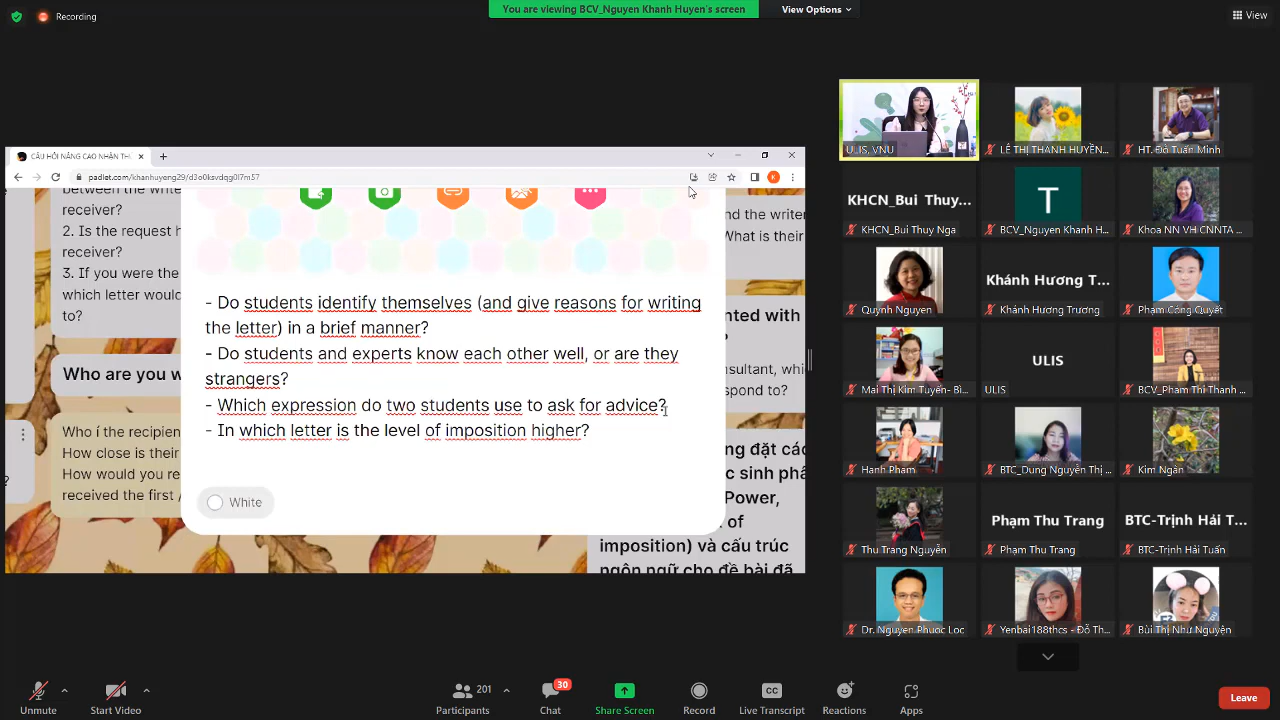 Recording
You are viewing BCV_Nguyen Khanh Huyen's screen
View Options
View
CÂU HỎI NÂNG CAO NHẬN TH
padlet.com/khanhuyeng29/d3o0ksvdqg0l7m57
K
between the write
receiver?
2. Is the request h
receiver?
3. If you were the
which letter would
to?
Who are you w
Who í the recipien
How close is their
How would you re
received the first /
- Do students identify themselves (and give reasons for writing
the letter) in a brief manner?
- Do students and experts know each other well, or are they
strangers?
- Which expression do two students use to ask for advice?
- In which letter is the level of imposition higher?
White
nd the writer
What is their
nted with
?
nsultant, whi
spond to?
ng đặt các
c sinh phâ
Power,
k of
imposition) và cấu trúc
ngôn ngữ cho đề bài đã
ULIS, VNU
LÊ THỊ THANH HUYỀN...
HT. Đỗ Tuấn Minh
KHCN_Bui Thuy...
KHCN_Bui Thuy Nga
T
BCV_Nguyen Khanh H...
Khoa NN VH CNNTA ...
Quỳnh Nguyen
Khánh Hương T...
Khánh Hương Trương
Phạm Công Quyết
Mai Thị Kim Tuyến- Bì...
ULIS
ULIS
BCV_Pham Thi Thanh ...
Hanh Pham
BTC_Dung Nguyễn Thị ...
Kim Ngân
Thu Trang Nguyễn
Phạm Thu Trang
Phạm Thu Trang
BTC-Trịnh Hải T...
BTC-Trịnh Hải Tuấn
Dr. Nguyen Phuoc Loc
Yenbai188thcs - Đỗ Th...
Bùi Thị Như Nguyện
Unmute
Start Video
201
Participants
30
Chat
Share Screen
Record
CC
Live Transcript
Reactions
Apps
Leave